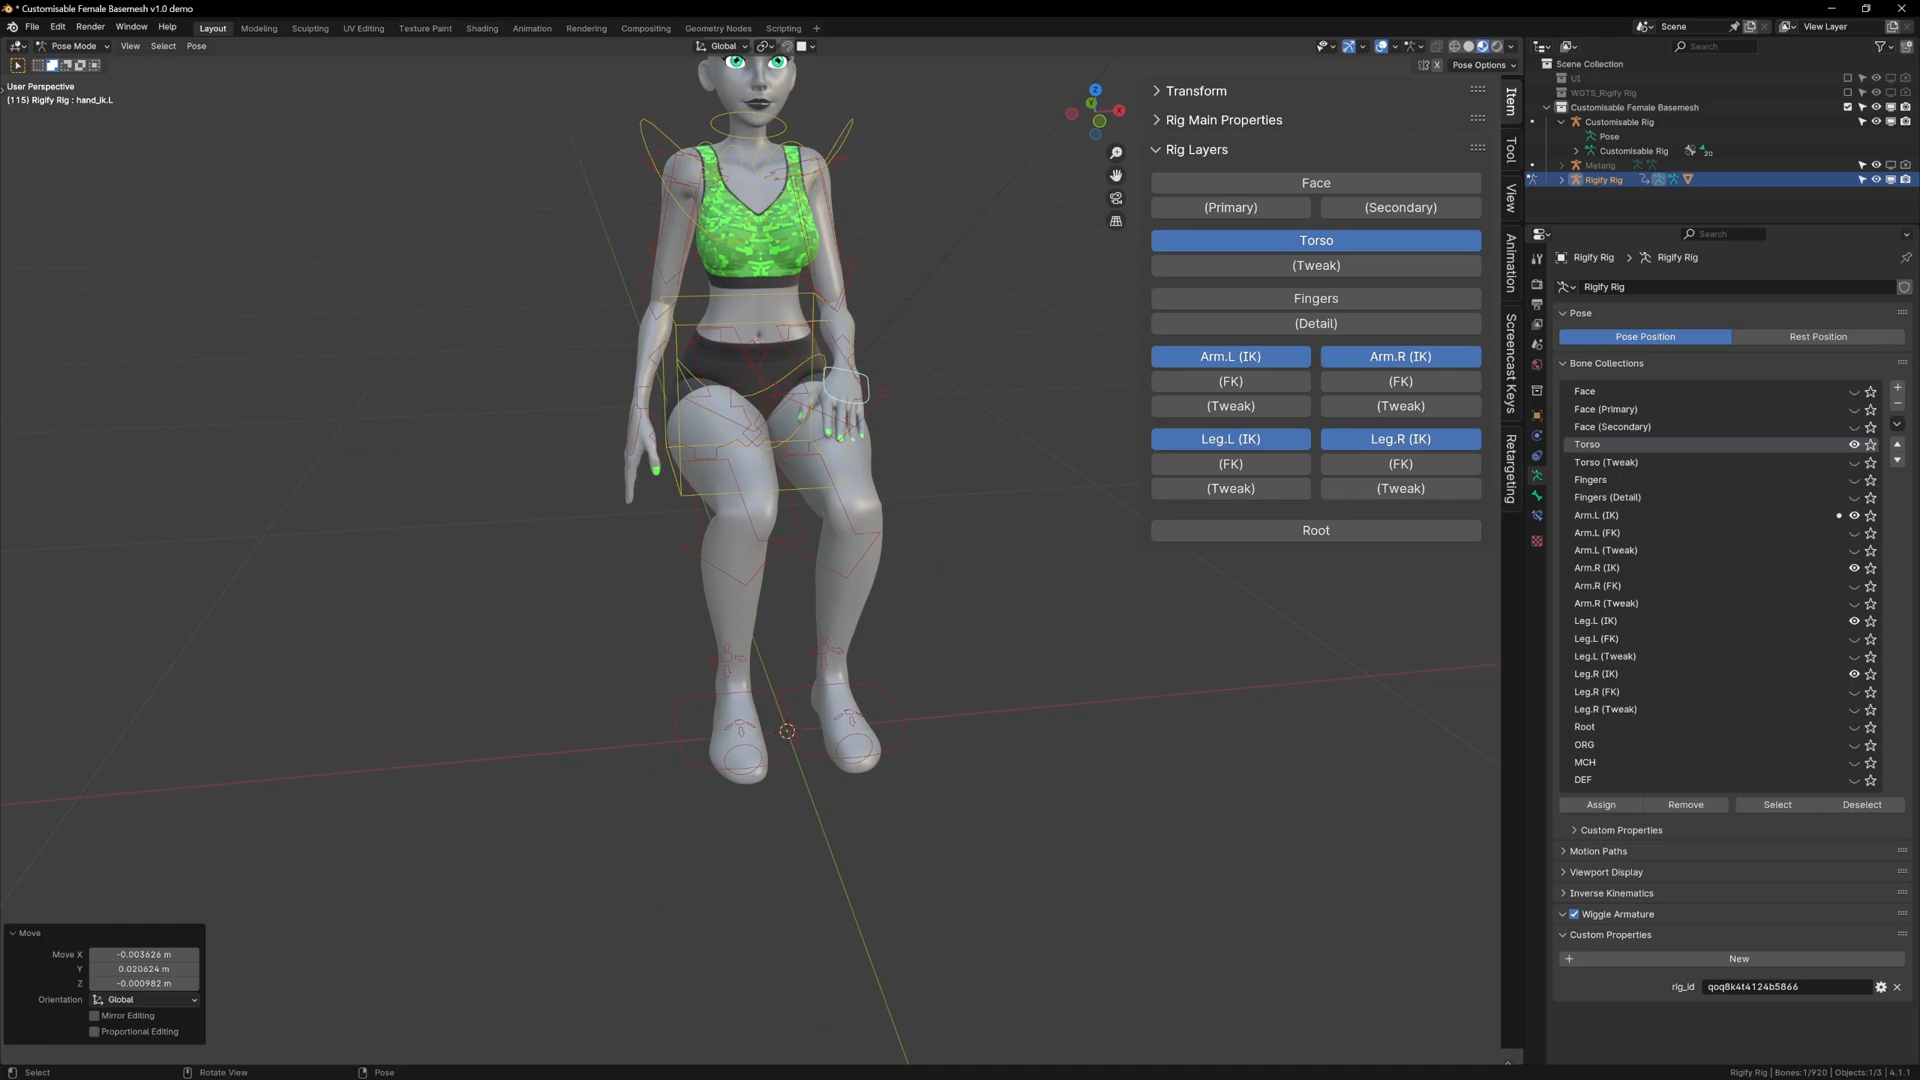 * Customisable Female Basemesh v1.0 demo
File Edit Render Window Help
Layout Modeling Sculpting UV Editing Texture Paint Shading Animation Rendering Compositing Geometry Nodes Scripting +
Scene
View Layer
Pose Mode View Select Pose
Global
Search
Pose Options
User Perspective
(115) Rigify Rig : hand_ik.L
Z
Y
X
Transform
Rig Main Properties
Rig Layers
Face
(Primary) (Secondary)
Torso
(Tweak)
Fingers
(Detail)
Arm.L (IK) Arm.R (IK)
(FK) (FK)
(Tweak) (Tweak)
Leg.L (IK) Leg.R (IK)
(FK) (FK)
(Tweak) (Tweak)
Root
Item
Tool
View
Animation
Screencast Keys
Retargeting
Scene Collection
UI
WGTS_Rigify Rig
Customisable Female Basemesh
Customisable Rig
Pose
Customisable Rig
20
Metarig
Rigify Rig
Search
Rigify Rig > Rigify Rig
Rigify Rig
Pose
Pose Position Rest Position
Bone Collections
Face
Face (Primary)
Face (Secondary)
Torso
Torso (Tweak)
Fingers
Fingers (Detail)
Arm.L (IK)
Arm.L (FK)
Arm.L (Tweak)
Arm.R (IK)
Arm.R (FK)
Arm.R (Tweak)
Leg.L (IK)
Leg.L (FK)
Leg.L (Tweak)
Leg.R (IK)
Leg.R (FK)
Leg.R (Tweak)
Root
ORG
MCH
DEF
Assign Remove Select Deselect
Custom Properties
Motion Paths
Viewport Display
Inverse Kinematics
Wiggle Armature
Custom Properties
+ New
rig_id qoq8k4t4124b5866
Move
Move X -0.003626 m
Y 0.020624 m
Z -0.000982 m
Orientation Global
Mirror Editing
Proportional Editing
Select Rotate View Pose
Rigify Rig | Bones:1/920 | Objects:1/3 | 4.1.1